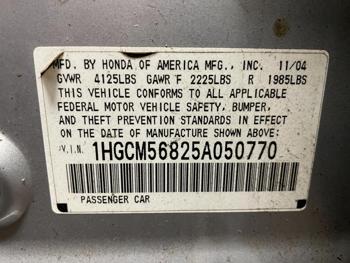 MFD. BY HONDA OF AMERICA MFG., INC. 11/04
GVWR 4125LBS GAWR F 2225LBS R 1985LBS
THIS VEHICLE CONFORMS TO ALL APPLICABLE
FEDERAL MOTOR VEHICLE SAFETY, BUMPER,
AND THEFT PREVENTION STANDARDS IN EFFECT
ON THE DATE OF MANUFACTURE SHOWN ABOVE.
V.I.N. 1HGCM56825A050770
PASSENGER CAR